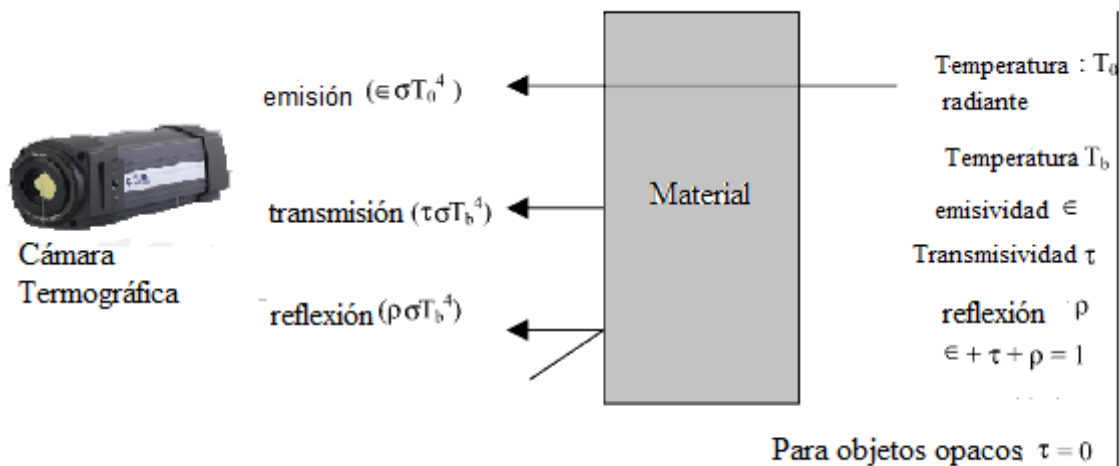 emisión (∈σT₀⁴)
transmisión (τσT_b⁴)
reflexión (ρσT_b⁴)
Cámara
Termográfica
Material
Temperatura : T₀
radiante
Temperatura T_b
emisividad ∈
Transmisividad τ
reflexión ρ
∈ + τ + ρ = 1
Para objetos opacos τ = 0